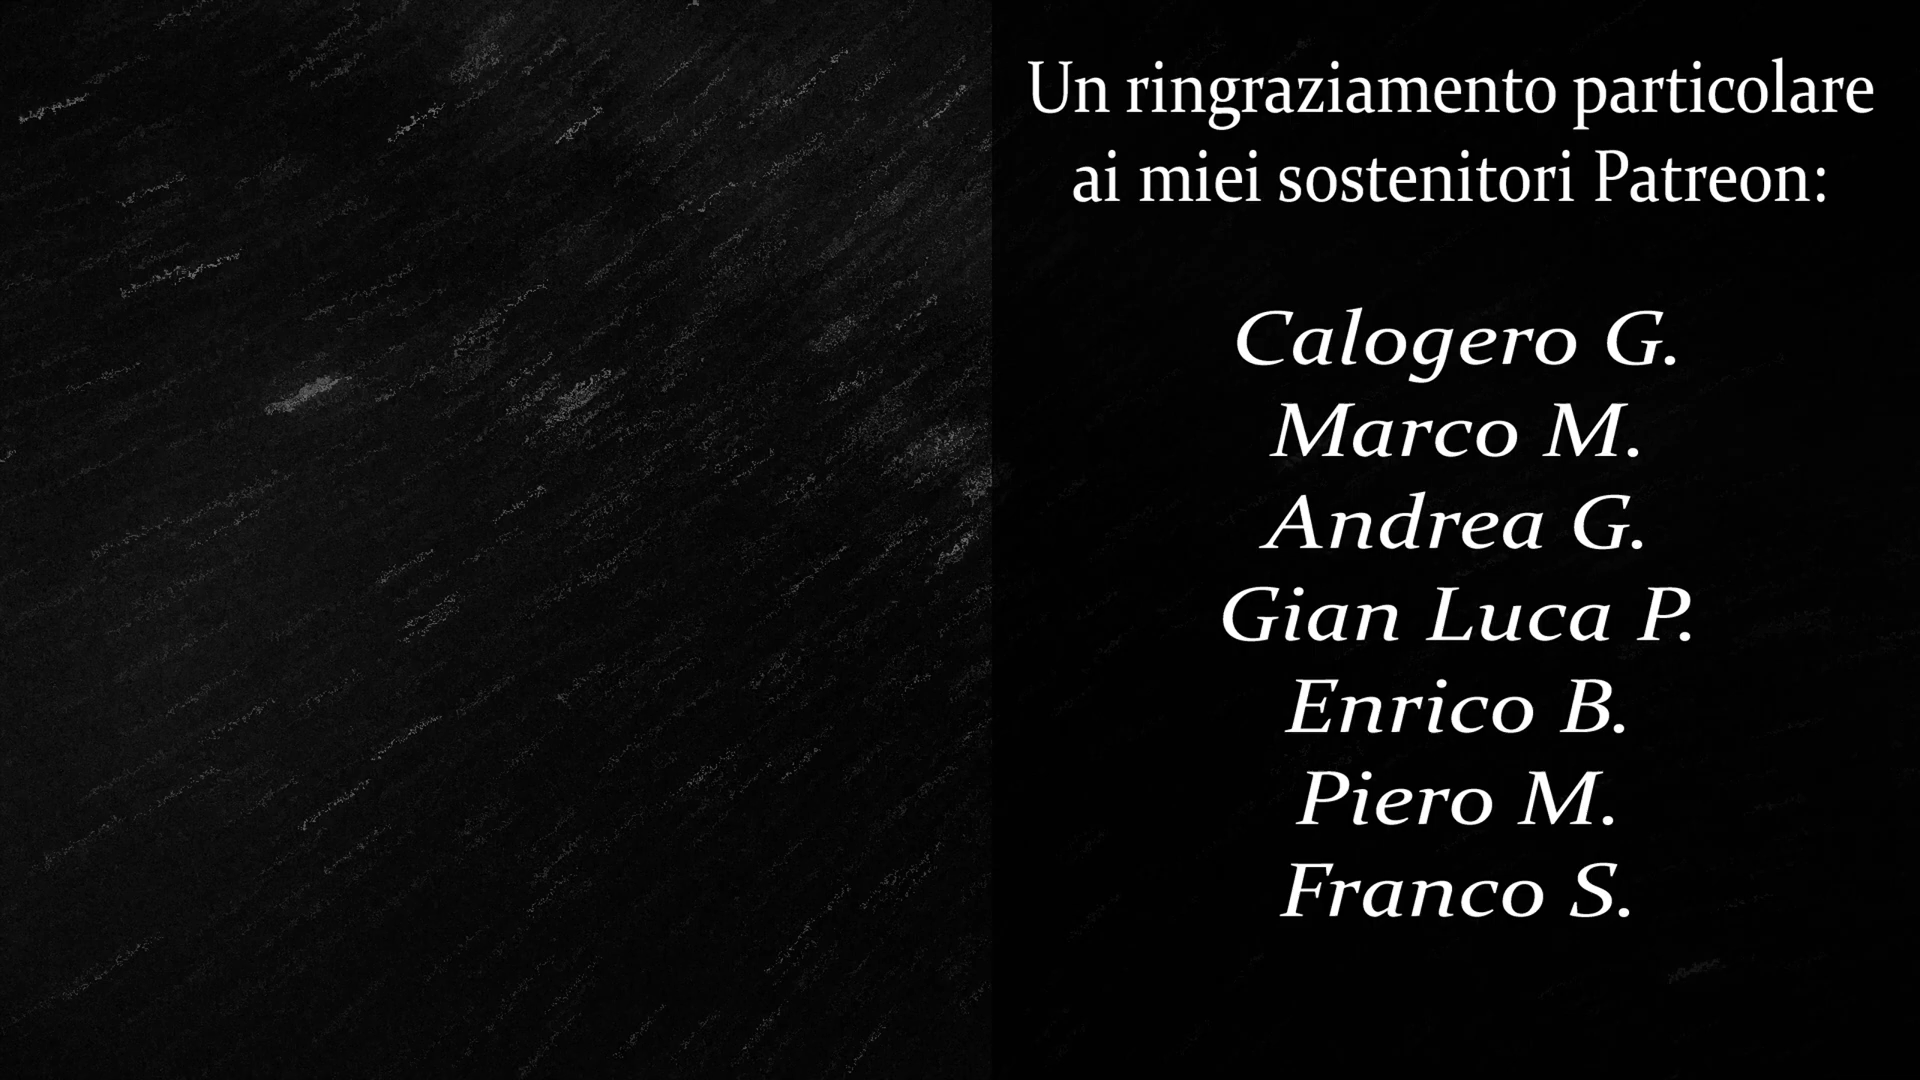 Un ringraziamento particolare
ai miei sostenitori Patreon:
Calogero G.
Marco M.
Andrea G.
Gian Luca P.
Enrico B.
Piero M.
Franco S.